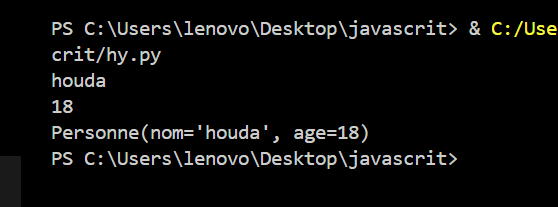 PS C:\Users\lenovo\Desktop\javascrit> & C:/Use
crit/hy.py
houda
18
Personne(nom='houda', age=18)
PS C:\Users\lenovo\Desktop\javascrit>